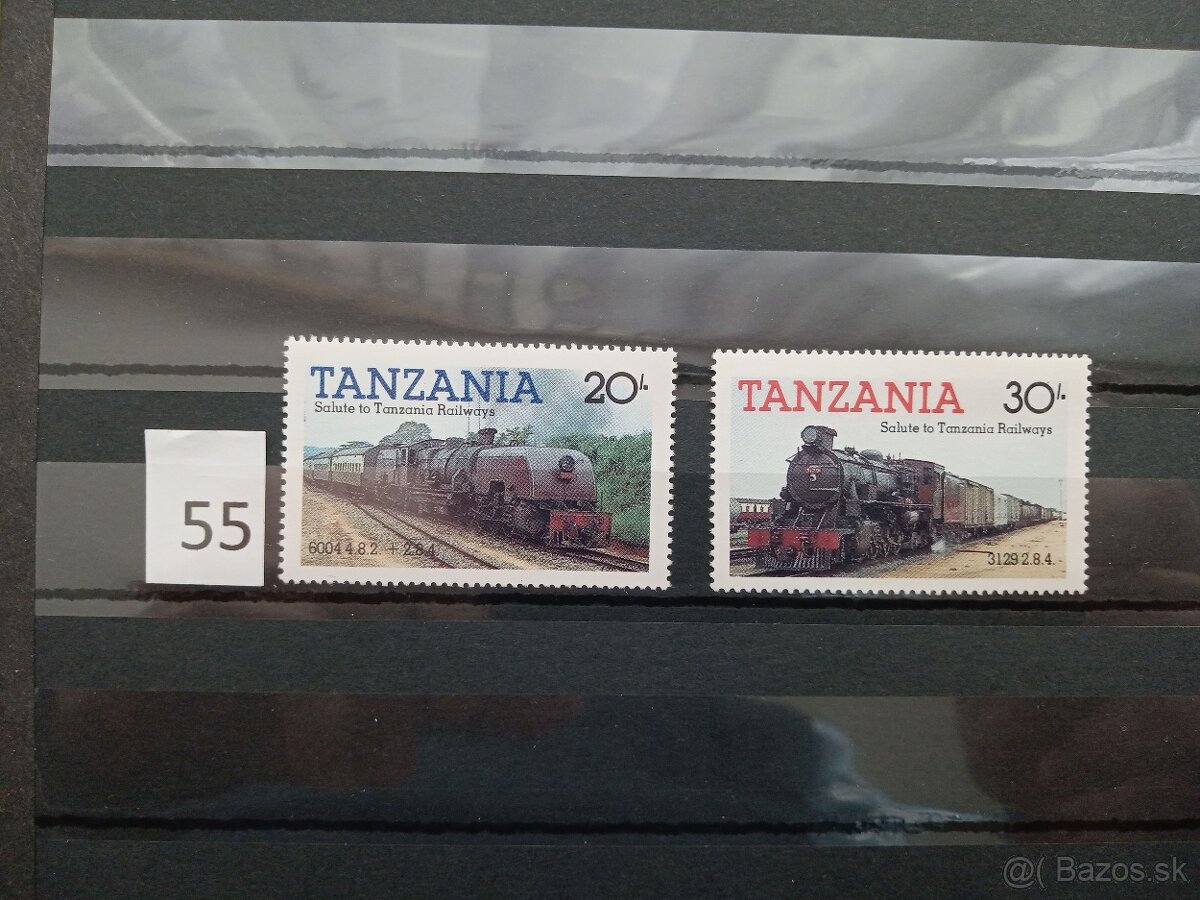 55
TANZANIA 20/-
Salute to Tanzania Railways
6004 4.8.2. + 2.8.4.
TANZANIA 30/-
Salute to Tanzania Railways
3129 2.8.4.
@( Bazos.sk